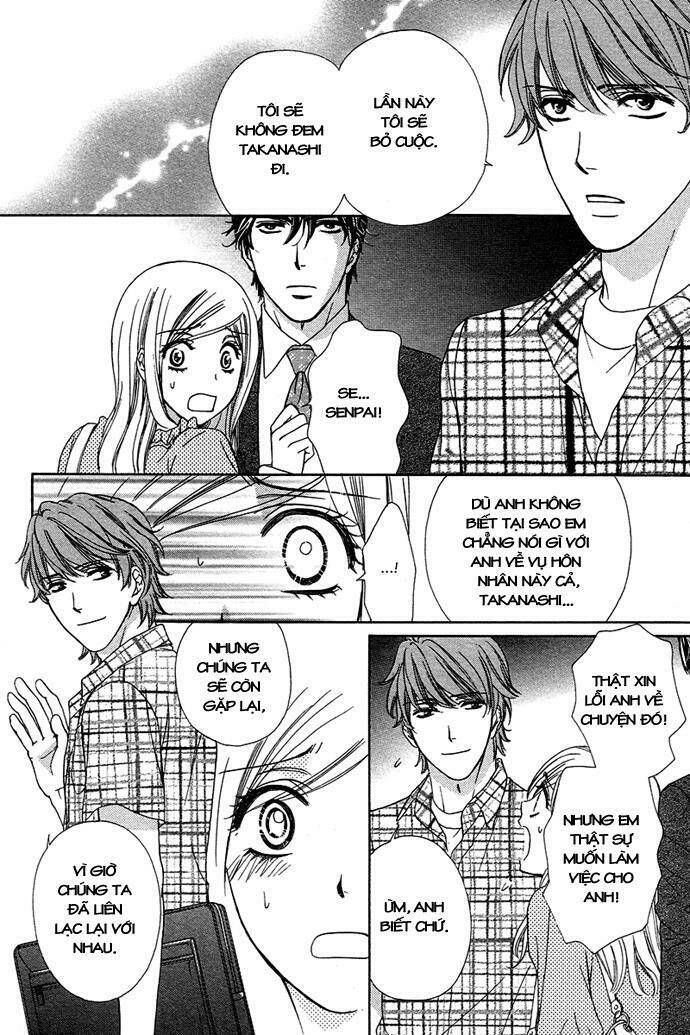 LẦN NÀY
TÔI SẼ
BỎ CUỘC.
TÔI SẼ
KHÔNG ĐEM
TAKANASHI
ĐI.
SE...
SENPAI!
DÙ ANH KHÔNG
BIẾT TẠI SAO EM
CHẲNG NÓI GÌ VỚI
ANH VỀ VỤ HÔN
NHÂN NÀY CẢ,
TAKANASHI...
...!
THẬT XIN
LỖI ANH VỀ
CHUYỆN ĐÓ!
NHƯNG EM
THẬT SỰ
MUỐN LÀM
VIỆC CHO
ANH!
ỪM, ANH
BIẾT CHỨ.
NHƯNG
CHÚNG TA
SẼ CÒN
GẶP LẠI,
VÌ GIỜ
CHÚNG TA
ĐÃ LIÊN
LẠC LẠI VỚI
NHAU.